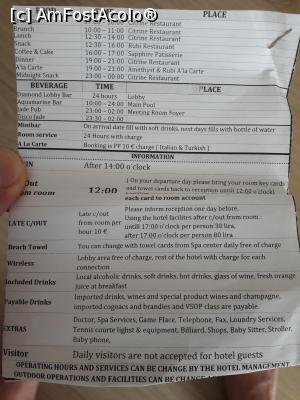 [c] AmFostAcolo®
TIME
PLACE
Citrine Restaurant
Brunch 10:00 – 11:00 Citrine Restaurant
Lunch 12:30 – 14:00 Citrine Restaurant
Snack 12:30 – 16:00 Rubi Restaurant
Coffee & Cake 16:00 – 17:00 Sapphire Patisserie
Dinner 19:00 – 21:00 Citrine Restaurant
A'la Carte 19:00 – 21:00 Amethyst & Rubi A'la Carte
Midnight Snack 23:00 – 00:00 Citrine Restaurant
BEVERAGE TIME PLACE
Diamond Lobby Bar 24 hours Lobby
Aquamarine Bar 10:00 – 24:00 Main Pool
Jade Pub 23:00 – 02:00 Meeting Room Foyer
Disco Jade 23:30 – 02:00
Minibar On arrival date fill with soft drinks, next days fills with bottle of water
Room service 24 Hours with charge
A La Carte Booking is PP 10 € charge ( Italian & Turkish )
INFORMATION
IN After 14:00 o'clock
Out
room 12:00 ( On your departure day please bring your room key cards
and towel cards back to reception untill 12:00 o'clock)
each card to room account
LATE C/OUT Late c/out from room per hour 10 € Please inform reception one day before.
Using the hotel facilites after c/out from room :
untill 17:00 o'clock per person 30 lira,
after 17:00 o'clock per person 80 lira
Beach Towel You can change with towel cards from Spa center daily free of charge
Wireless Lobby area free of charge, rest of the hotel with charge for each
connection
Included Drinks Local alcoholic drinks, soft drinks, hot drinks, glass of wine, fresh orange
juice at breakfast
Payable Drinks Imported drinks, wines and special product wines and champagne,
imported cognacs and brandies and VSOP class are payable.
EXTRAS Doctor, Spa Services, Game Place, Telephone, Fax, Loundry Services,
Tennis courte lighst & equipment, Billiard, Shops, Baby Sitter, Stroller,
Baby phone,
Visitor Daily visitors are not accepted for hotel guests
OPERATING HOURS AND SERVICES CAN BE CHANGE BY THE HOTEL MANAGEMENT
OUTDOOR OPERATIONS AND FACILITIES CAN BE CHANGE